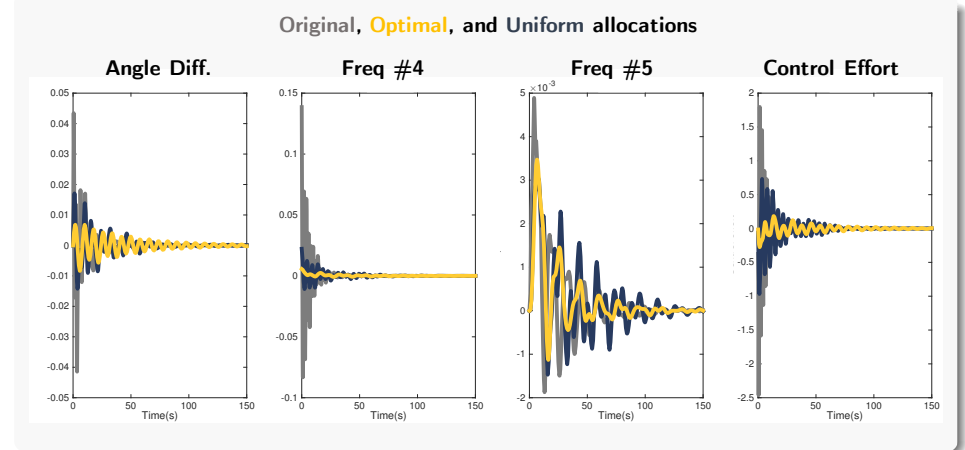 Original, Optimal, and Uniform allocations
Angle Diff.
0.05
0.04
0.03
0.02
0.01
0
-0.01
-0.02
-0.03
-0.04
-0.05
0 50 100 150
Time(s)
Freq #4
0.15
0.1
0.05
0
-0.05
-0.1
0 50 100 150
Time(s)
Freq #5
×10⁻³
5
4
3
2
1
0
-1
-2
0 50 100 150
Time(s)
Control Effort
2
1.5
1
0.5
0
-0.5
-1
-1.5
-2
-2.5
0 50 100 150
Time(s)